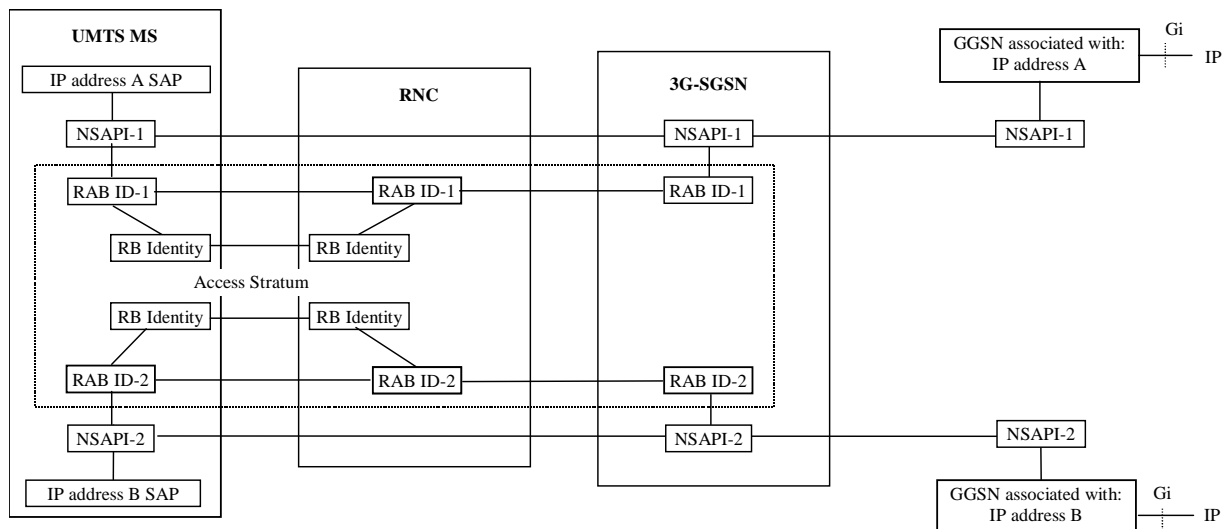 UMTS MS
IP address A SAP
NSAPI-1
RAB ID-1
RB Identity
RNC
RAB ID-1
RB Identity
3G-SGSN
NSAPI-1
RAB ID-1
GGSN associated with:
IP address A
Gi
IP
NSAPI-1
Access Stratum
RB Identity
RAB ID-2
NSAPI-2
IP address B SAP
RB Identity
RAB ID-2
RAB ID-2
NSAPI-2
NSAPI-2
GGSN associated with:
IP address B
Gi
IP